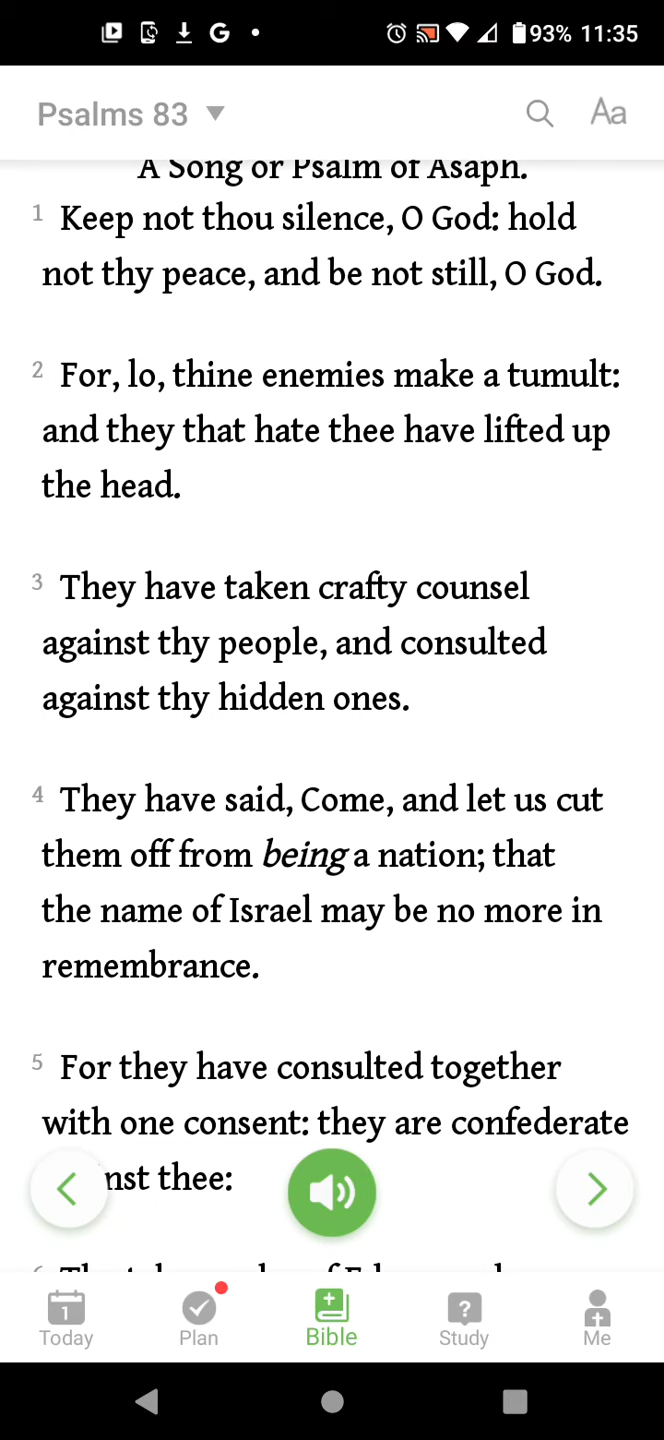 93% 11:35
Psalms 83
Aa
A Song or Psalm of Asaph.
1 Keep not thou silence, O God: hold
not thy peace, and be not still, O God.
2 For, lo, thine enemies make a tumult:
and they that hate thee have lifted up
the head.
3 They have taken crafty counsel
against thy people, and consulted
against thy hidden ones.
4 They have said, Come, and let us cut
them off from being a nation; that
the name of Israel may be no more in
remembrance.
5 For they have consulted together
with one consent: they are confederate
nst thee:
Today
Plan
Bible
Study
Me